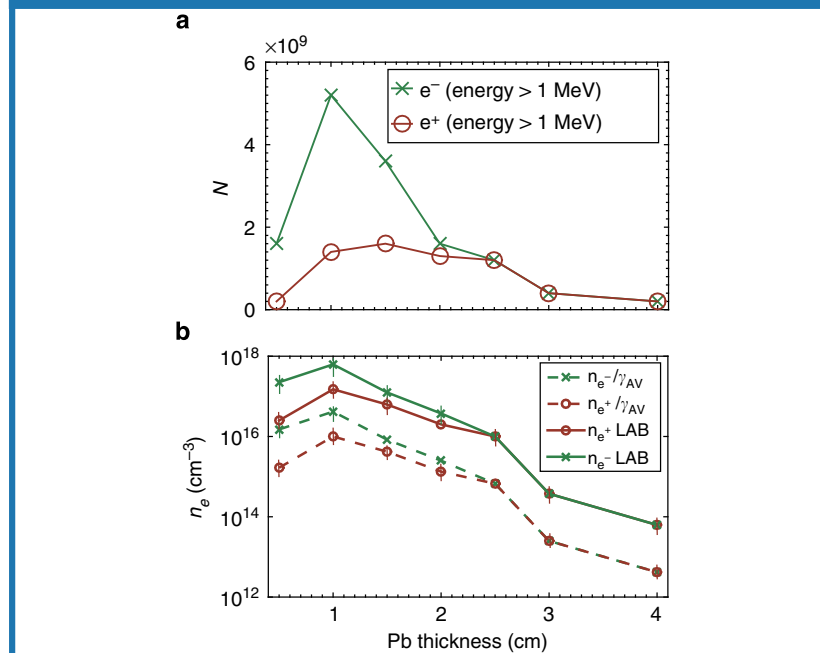 a
×10⁹
6
4
2
0
N
e⁻ (energy > 1 MeV)
e⁺ (energy > 1 MeV)
b
10¹⁸
10¹⁶
10¹⁴
10¹²
nₑ (cm⁻³)
n_e⁻/γ_AV
n_e⁺/γ_AV
n_e⁺ LAB
n_e⁻ LAB
1 2 3 4
Pb thickness (cm)